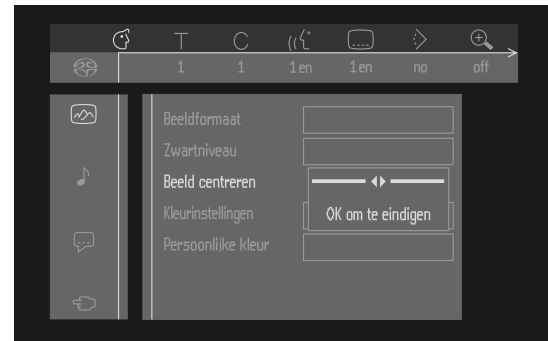 T C
1 1 1 en 1 en no off
Beeldformaat
Zwartniveau
Beeld centreren
Kleurinstellingen
OK om te eindigen
Persoonlijke kleur